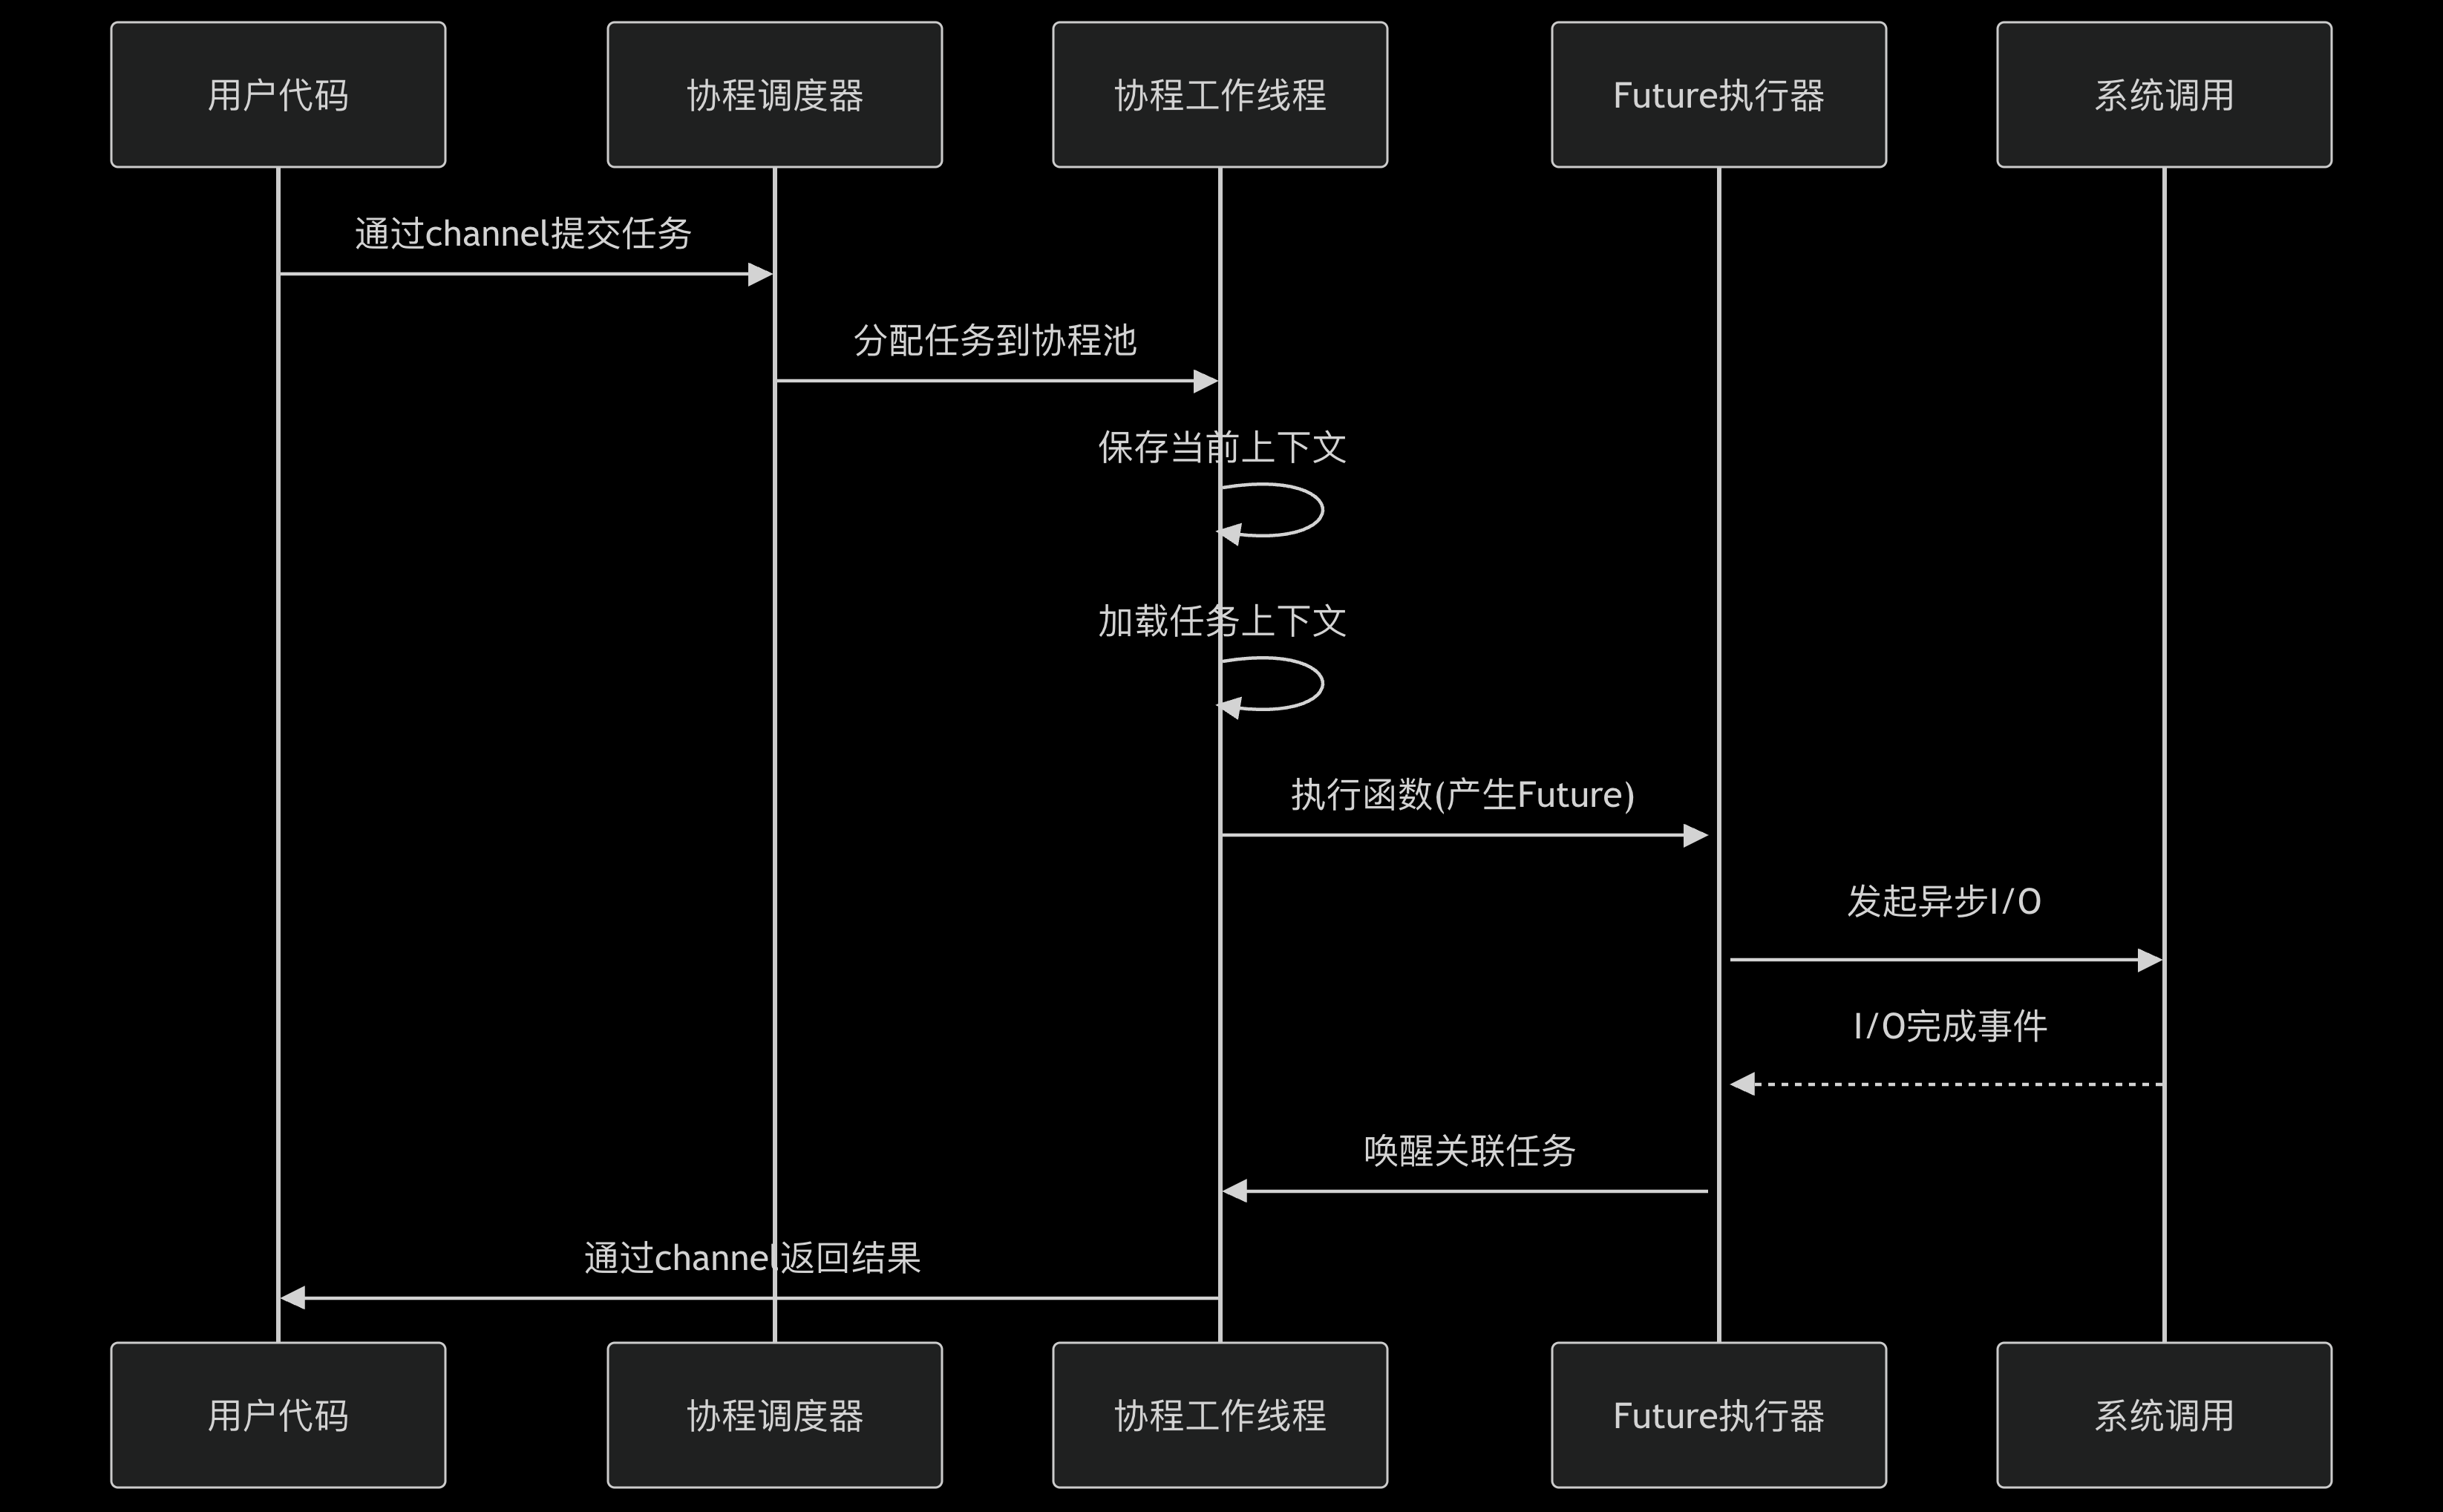 用户代码
协程调度器
协程工作线程
Future执行器
系统调用
通过channel提交任务
分配任务到协程池
保存当前上下文
加载任务上下文
执行函数(产生Future)
发起异步I/O
I/O完成事件
唤醒关联任务
通过channel返回结果
用户代码
协程调度器
协程工作线程
Future执行器
系统调用